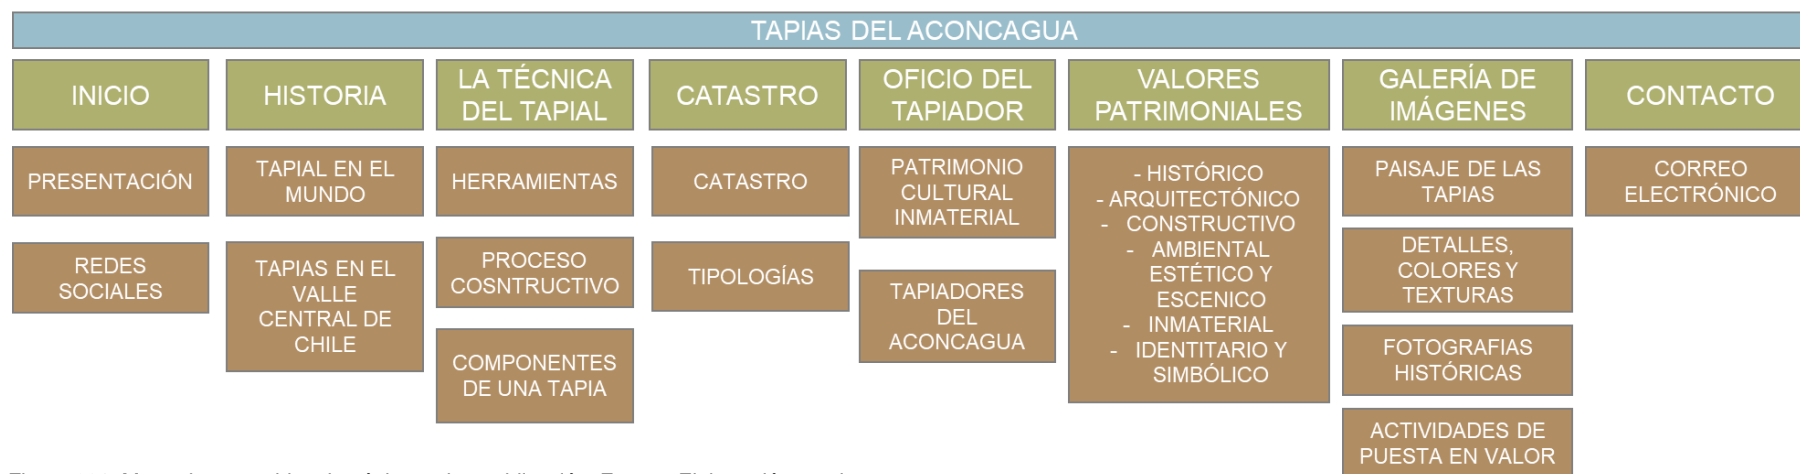 TAPIAS DEL ACONCAGUA
INICIO
PRESENTACIÓN
REDES
SOCIALES
HISTORIA
TAPIAL EN EL
MUNDO
TAPIAS EN EL
VALLE
CENTRAL DE
CHILE
LA TÉCNICA
DEL TAPIAL
HERRAMIENTAS
PROCESO
COSNTRUCTIVO
COMPONENTES
DE UNA TAPIA
CATASTRO
CATASTRO
TIPOLOGÍAS
OFICIO DEL
TAPIADOR
PATRIMONIO
CULTURAL
INMATERIAL
TAPIADORES
DEL
ACONCAGUA
VALORES
PATRIMONIALES
- HISTÓRICO
- ARQUITECTÓNICO
- CONSTRUCTIVO
- AMBIENTAL
ESTÉTICO Y
ESCENICO
- INMATERIAL
- IDENTITARIO Y
SIMBÓLICO
GALERÍA DE
IMÁGENES
PAISAJE DE LAS
TAPIAS
DETALLES,
COLORES Y
TEXTURAS
FOTOGRAFIAS
HISTÓRICAS
ACTIVIDADES DE
PUESTA EN VALOR
CONTACTO
CORREO
ELECTRÓNICO